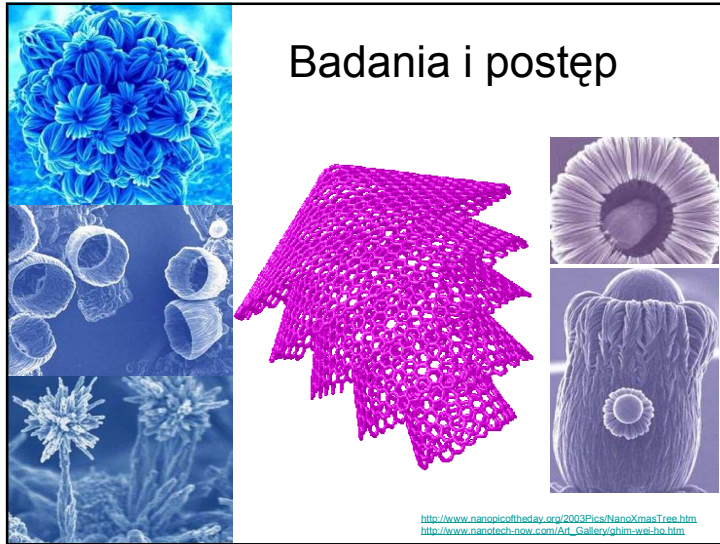 Badania i postęp
http://www.nanopicoftheday.org/2003Pics/NanoXmasTree.htm
http://www.nanotech-now.com/Art_Gallery/ghim-wei-ho.htm